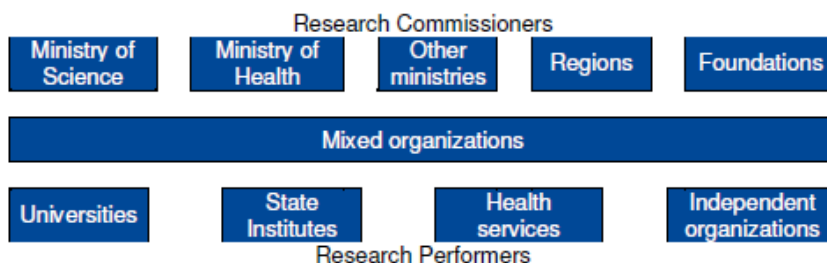 Research Commissioners
Ministry of Science
Ministry of Health
Other ministries
Regions
Foundations
Mixed organizations
Universities
State Institutes
Health services
Independent organizations
Research Performers